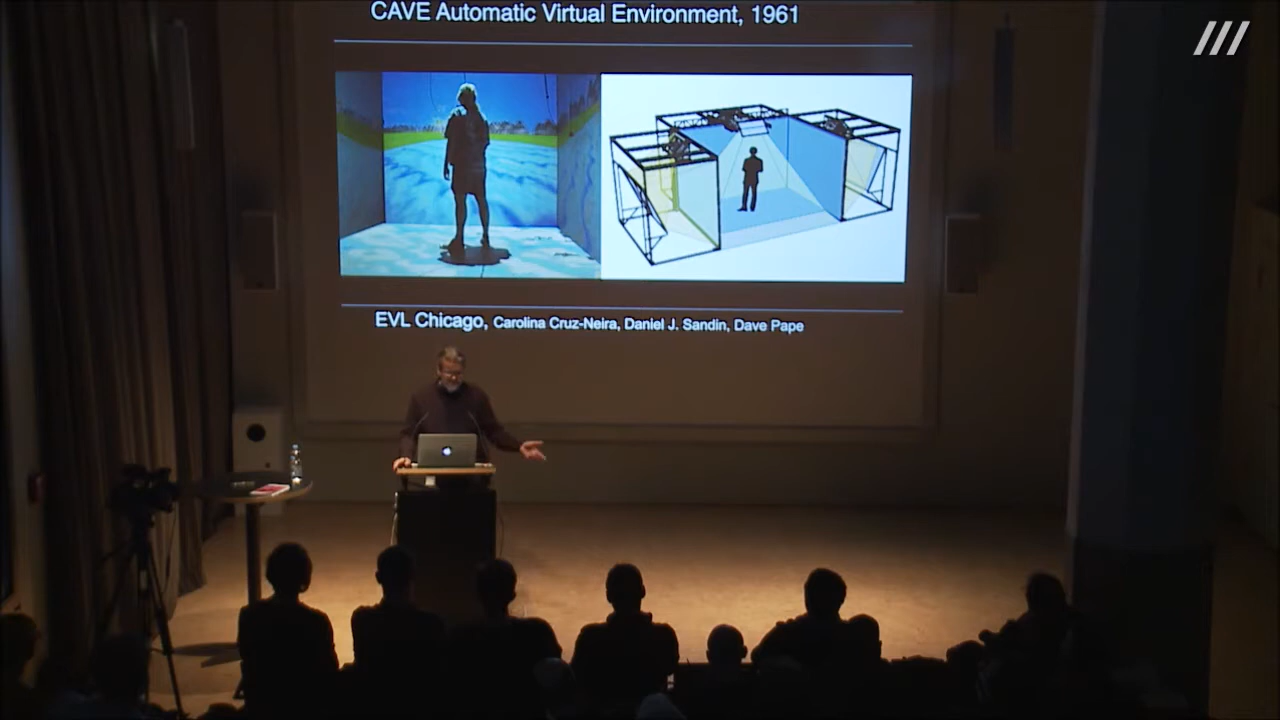 CAVE Automatic Virtual Environment, 1961
EVL Chicago, Carolina Cruz-Neira, Daniel J. Sandin, Dave Pape